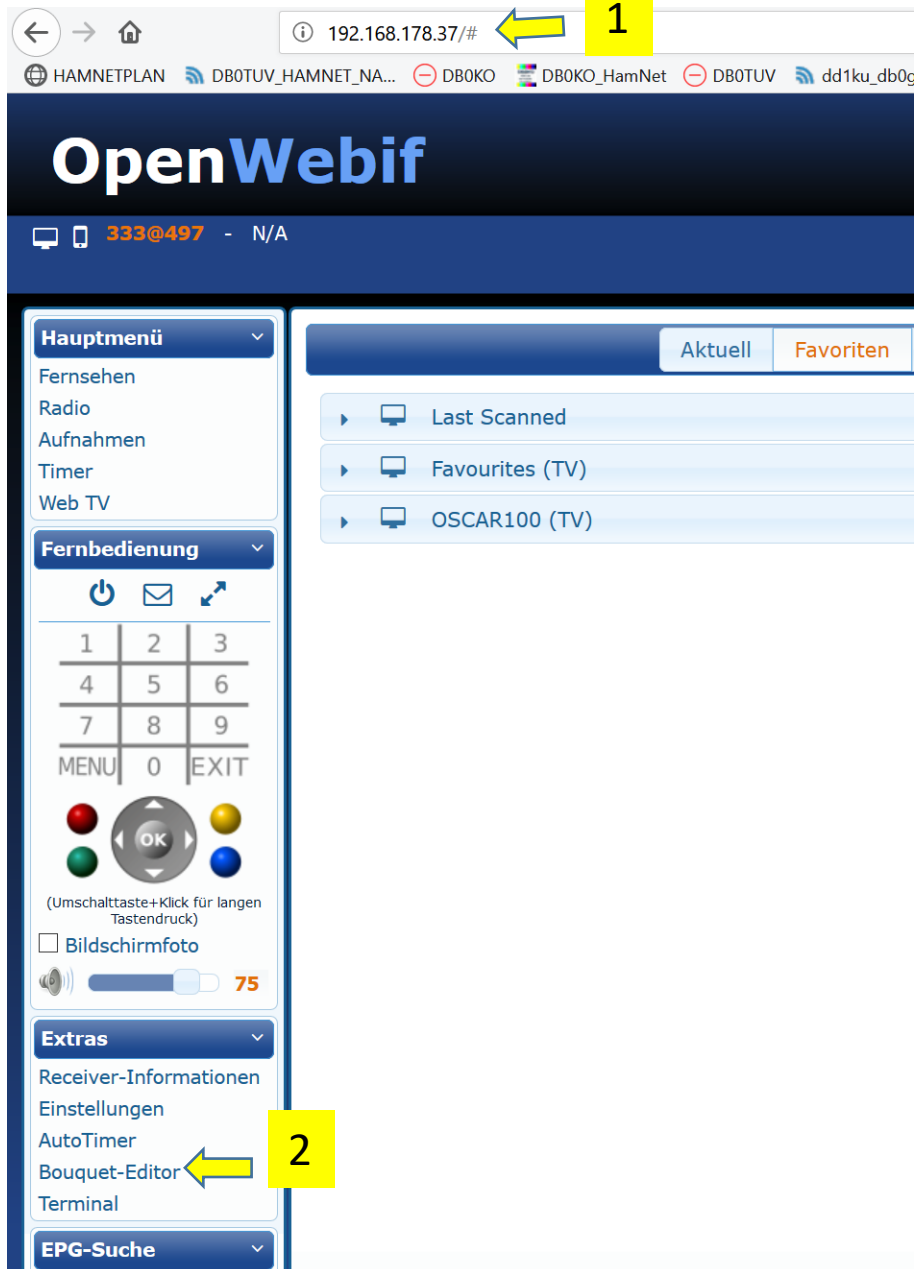 1
192.168.178.37/#
HAMNETPLAN DB0TUV_HAMNET_NA... DB0KO DB0KO_HamNet DB0TUV dd1ku_db0g
OpenWebif
333@497 - N/A
Hauptmenü
Fernsehen
Radio
Aufnahmen
Timer
Web TV
Aktuell Favoriten
Last Scanned
Favourites (TV)
OSCAR100 (TV)
Fernbedienung
1 2 3
4 5 6
7 8 9
MENU 0 EXIT
OK
(Umschalttaste+Klick für langen
Tastendruck)
Bildschirmfoto
75
Extras
Receiver-Informationen
Einstellungen
AutoTimer
Bouquet-Editor
2
Terminal
EPG-Suche